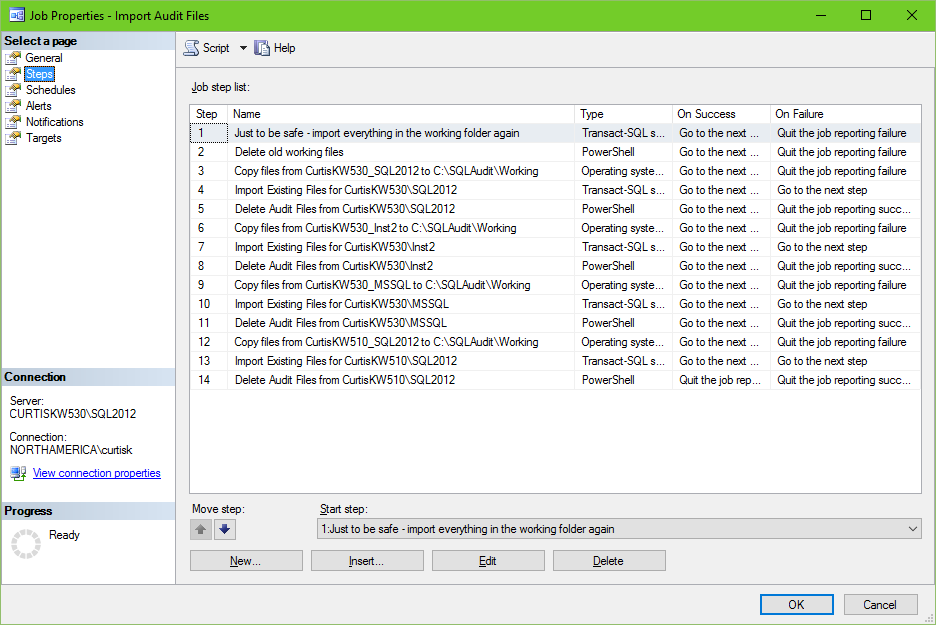 Job Properties - Import Audit Files
Select a page
General
Steps
Schedules
Alerts
Notifications
Targets
Connection
Server:
CURTISKW530\SQL2012
Connection:
NORTHAMERICA\curtisk
View connection properties
Progress
Ready
Script Help
Job step list:
Step Name Type On Success On Failure
1 Just to be safe - import everything in the working folder again Transact-SQL s... Go to the next ... Quit the job reporting failure
2 Delete old working files PowerShell Go to the next ... Quit the job reporting failure
3 Copy files from CurtisKW530_SQL2012 to C:\SQLAudit\Working Operating syste... Go to the next ... Quit the job reporting failure
4 Import Existing Files for CurtisKW530\SQL2012 Transact-SQL s... Go to the next ... Go to the next step
5 Delete Audit Files from CurtisKW530\SQL2012 PowerShell Go to the next ... Quit the job reporting succ...
6 Copy files from CurtisKW530_Inst2 to C:\SQLAudit\Working Operating syste... Go to the next ... Quit the job reporting failure
7 Import Existing Files for CurtisKW530\Inst2 Transact-SQL s... Go to the next ... Go to the next step
8 Delete Audit Files from CurtisKW530\Inst2 PowerShell Go to the next ... Quit the job reporting succ...
9 Copy files from CurtisKW530_MSSQL to C:\SQLAudit\Working Operating syste... Go to the next ... Quit the job reporting failure
10 Import Existing Files for CurtisKW530\MSSQL Transact-SQL s... Go to the next ... Go to the next step
11 Delete Audit Files from CurtisKW530\MSSQL PowerShell Go to the next ... Quit the job reporting succ...
12 Copy files from CurtisKW510_SQL2012 to C:\SQLAudit\Working Operating syste... Go to the next ... Quit the job reporting failure
13 Import Existing Files for CurtisKW510\SQL2012 Transact-SQL s... Go to the next ... Go to the next step
14 Delete Audit Files from CurtisKW510\SQL2012 PowerShell Quit the job rep... Quit the job reporting succ...
Move step: Start step:
1:Just to be safe - import everything in the working folder again
New... Insert... Edit Delete
OK Cancel